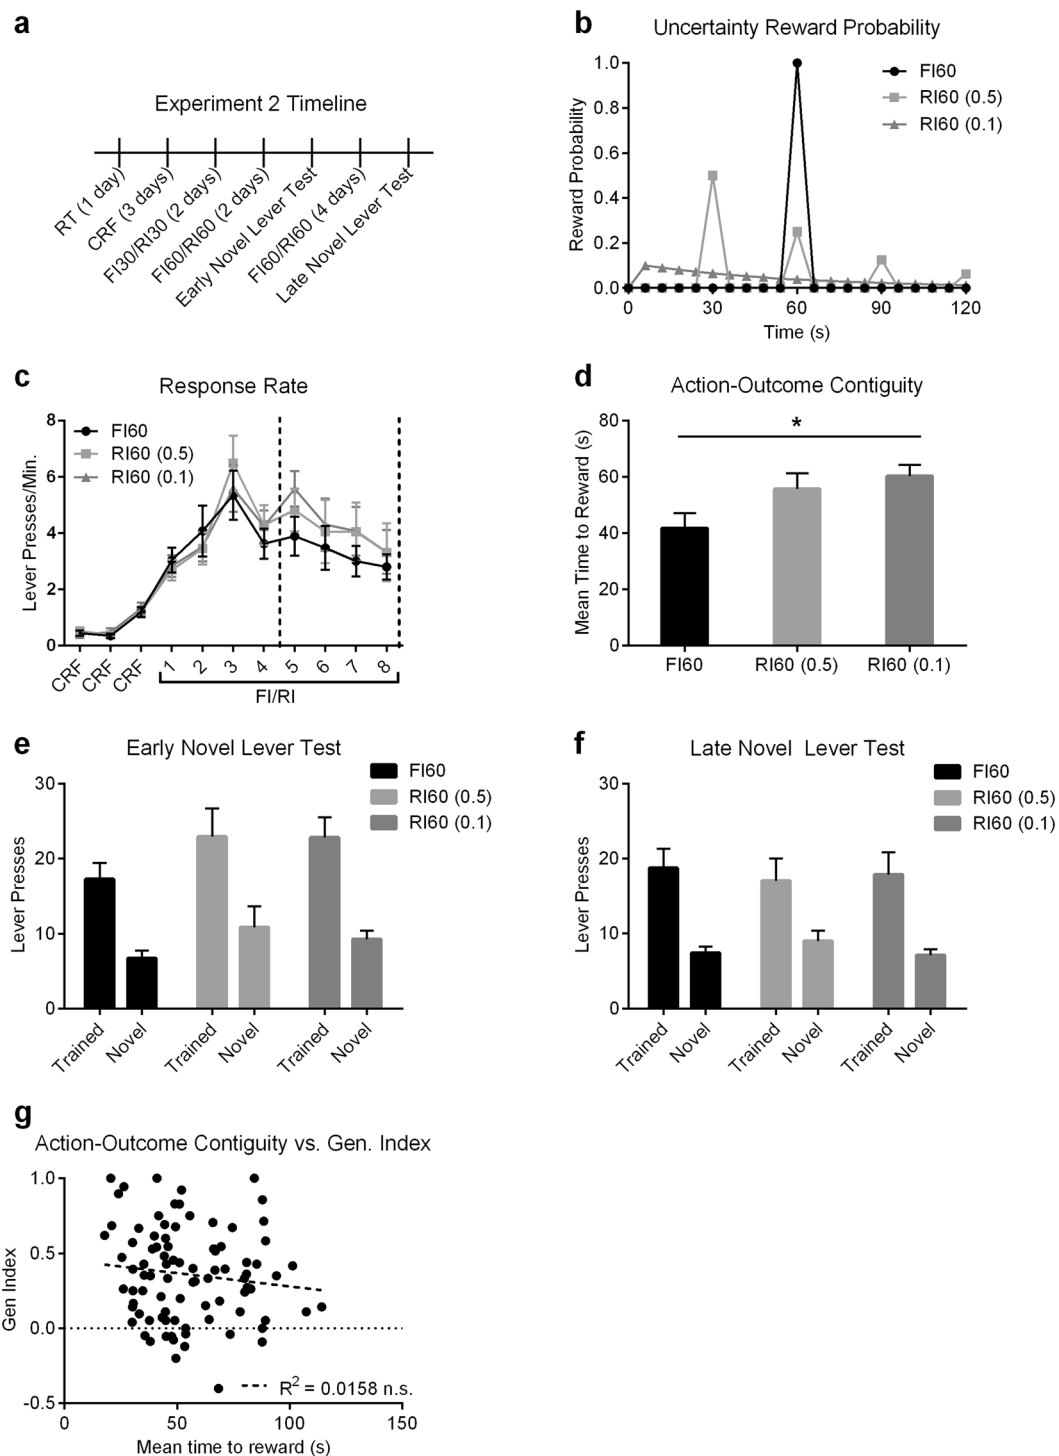 a
Experiment 2 Timeline
RT (1 day)
CRF (3 days)
FI30/RI30 (2 days)
FI60/RI60 (2 days)
Early Novel Lever Test
FI60/RI60 (4 days)
Late Novel Lever Test
b
Uncertainty Reward Probability
Reward Probability
1.0
0.8
0.6
0.4
0.2
0.0
0
30
60
90
120
Time (s)
FI60
RI60 (0.5)
RI60 (0.1)
c
Response Rate
Lever Presses/Min.
8
6
4
2
0
FI60
RI60 (0.5)
RI60 (0.1)
CRF
CRF
CRF
1
2
3
4
5
6
7
8
FI/RI
d
Action-Outcome Contiguity
Mean Time to Reward (s)
80
60
40
20
0
*
FI60
RI60 (0.5)
RI60 (0.1)
e
Early Novel Lever Test
Lever Presses
30
20
10
0
FI60
RI60 (0.5)
RI60 (0.1)
Trained
Novel
Trained
Novel
Trained
Novel
f
Late Novel Lever Test
Lever Presses
30
20
10
0
FI60
RI60 (0.5)
RI60 (0.1)
Trained
Novel
Trained
Novel
Trained
Novel
g
Action-Outcome Contiguity vs. Gen. Index
Gen Index
1.0
0.5
0.0
-0.5
R² = 0.0158 n.s.
0
50
100
150
Mean time to reward (s)